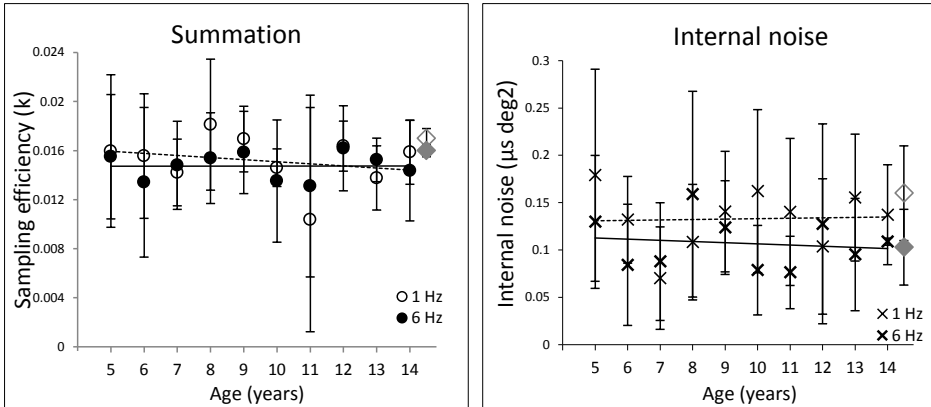 Summation
Sampling efficiency (k)
0.024
0.02
0.016
0.012
0.008
0.004
0
5 6 7 8 9 10 11 12 13 14
Age (years)
1 Hz
6 Hz
Internal noise
Internal noise (µs deg2)
0.3
0.25
0.2
0.15
0.1
0.05
0
5 6 7 8 9 10 11 12 13 14
Age (years)
1 Hz
6 Hz